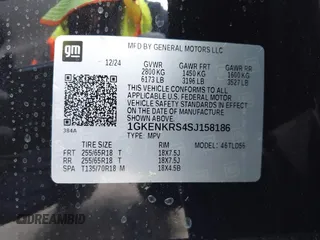 gm
MFD BY GENERAL MOTORS LLC
12/24 GVWR GAWR FRT GAWR RR
2800 KG 1450 KG 1600 KG
6173 LB 3196 LB 3527 LB
THIS VEHICLE CONFORMS TO ALL
APPLICABLE U.S. FEDERAL MOTOR
VEHICLE SAFETY STANDARDS IN
EFFECT ON THE DATE OF
MANUFACTURE SHOWN ABOVE.
1GKENKRS4SJ158186
384A TYPE: MPV
TIRE SIZE RIM MODEL: 4BTLD86
FRT 255/65R18 T 18X7.5J
RR 255/65R18 T 18X7.5J
SPA T135/70R18 M 18X4.5B
DREAMBID